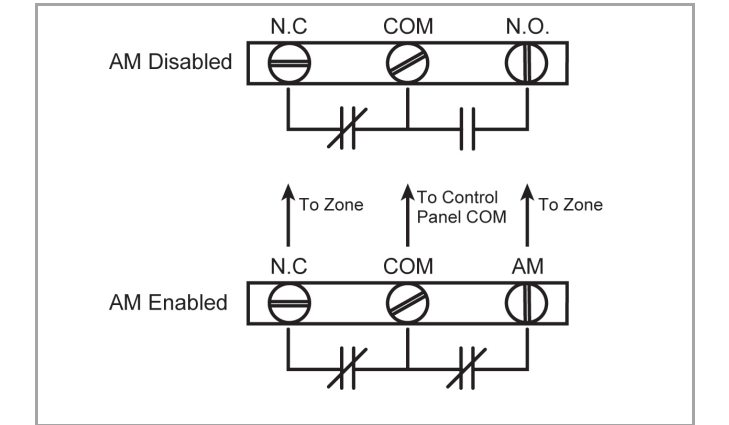 N.C COM N.O.
AM Disabled
To Zone
To Control
Panel COM
To Zone
N.C COM AM
AM Enabled